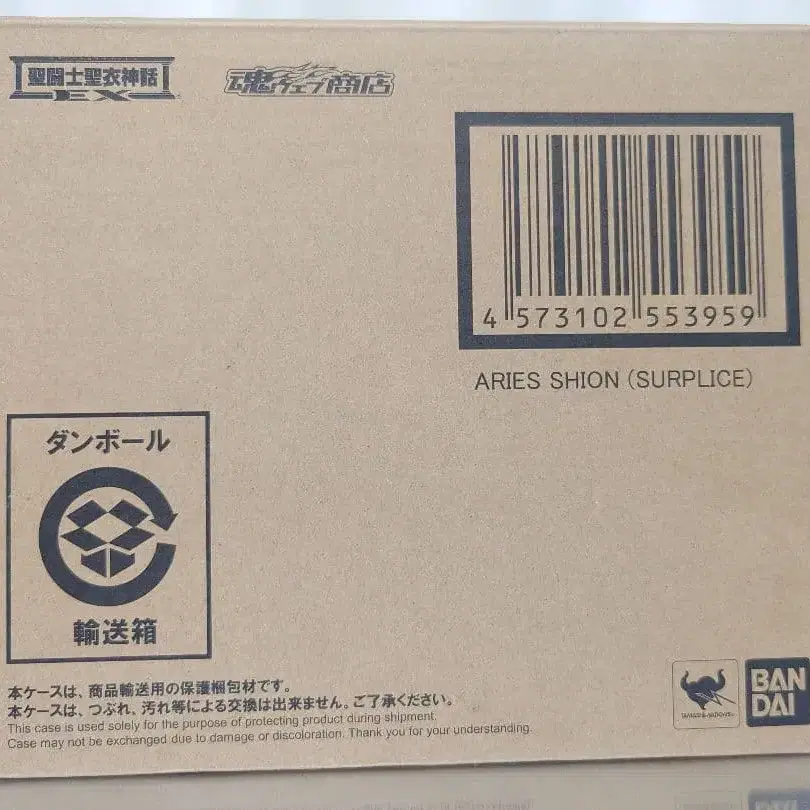 聖闘士聖衣神話
EX
魂ウェブ商店
4 573102 553959
ARIES SHION (SURPLICE)
ダンボール
輸送箱
本ケースは、商品輸送用の保護梱包材です。
本ケースは、つぶれ、汚れ等による交換は出来ません。ご了承ください。
This case is used solely for the purpose of protecting product during shipment.
Case may not be exchanged due to damage or discoloration. Thank you for your understanding.
TAMASHII NATIONS
BAN
DAI